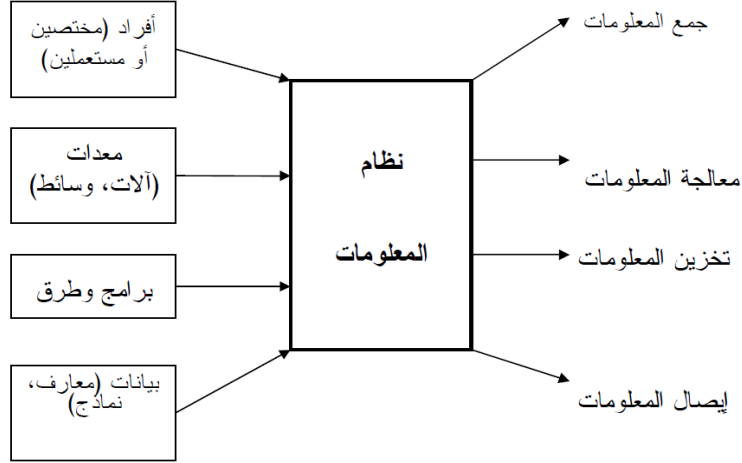 أفراد (مختصين
أو مستعملين)
معدات
(آلات، وسائط)
برامج وطرق
بيانات (معارف،
نماذج)
نظام
المعلومات
جمع المعلومات
معالجة المعلومات
تخزين المعلومات
إيصال المعلومات